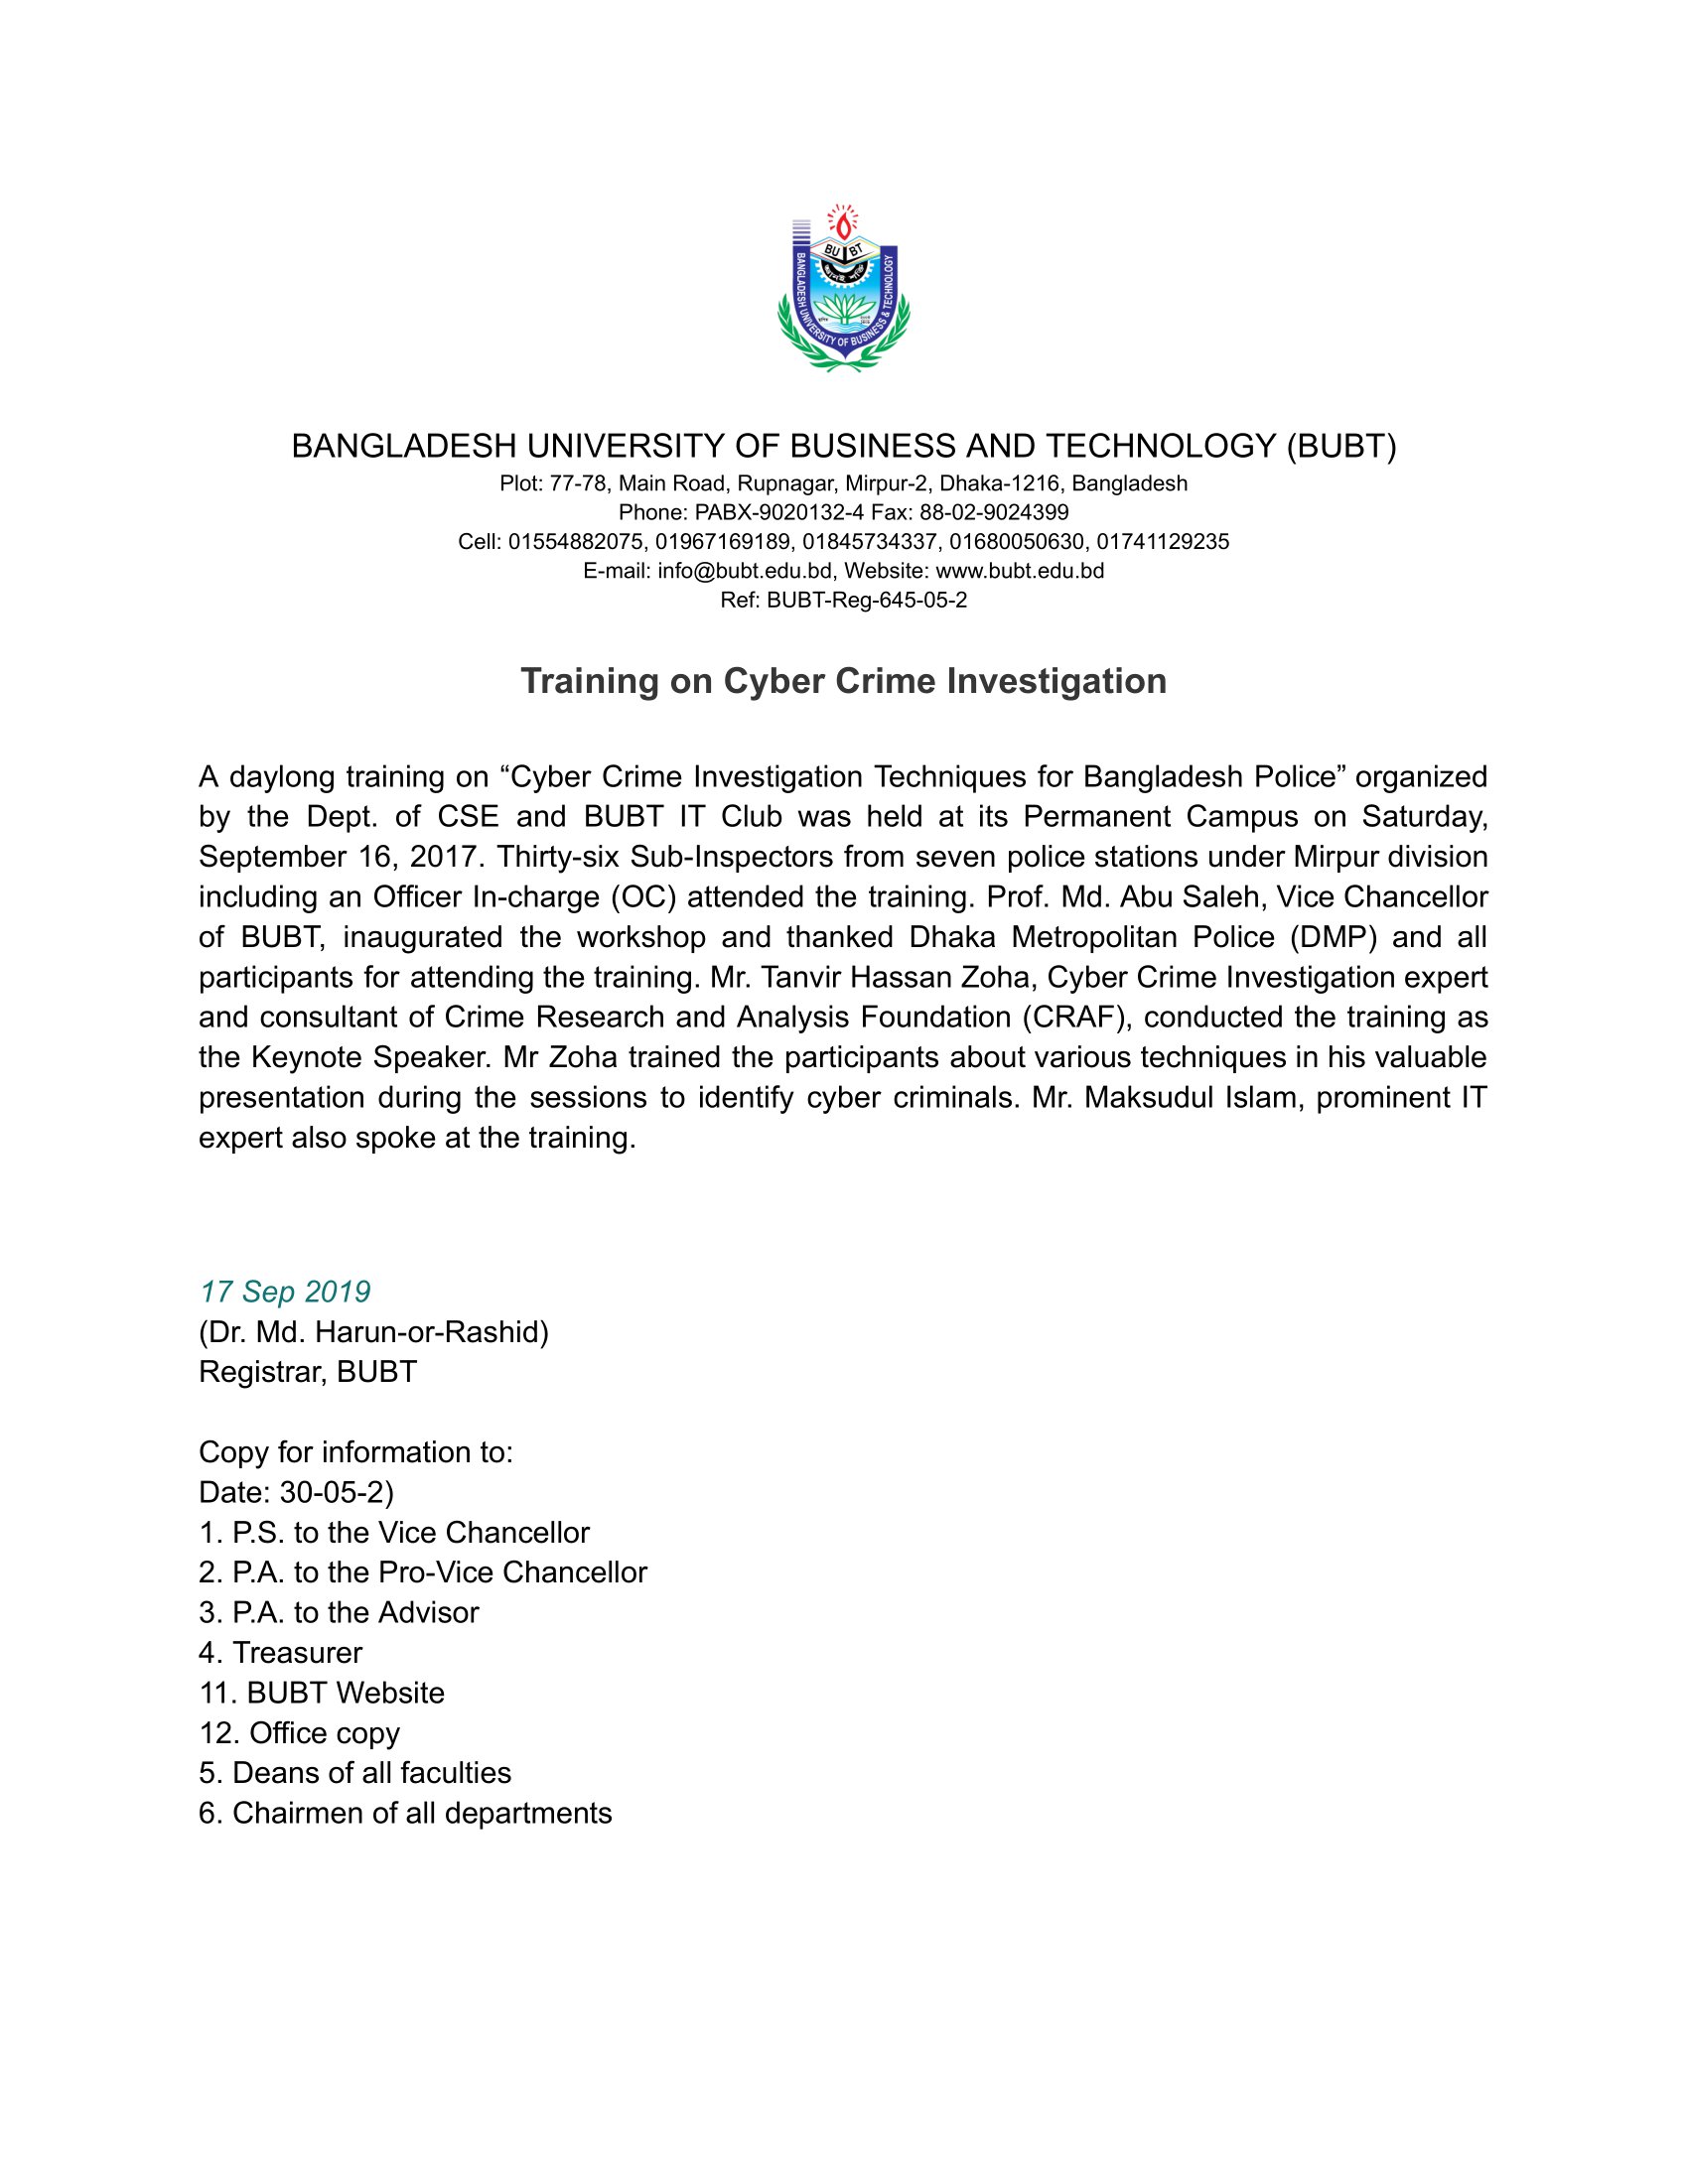 BU BT
BANGLADESH UNIVERSITY OF BUSINESS & TECHNOLOGY
BANGLADESH UNIVERSITY OF BUSINESS AND TECHNOLOGY (BUBT)
Plot: 77-78, Main Road, Rupnagar, Mirpur-2, Dhaka-1216, Bangladesh
Phone: PABX-9020132-4 Fax: 88-02-9024399
Cell: 01554882075, 01967169189, 01845734337, 01680050630, 01741129235
E-mail: info@bubt.edu.bd, Website: www.bubt.edu.bd
Ref: BUBT-Reg-645-05-2
Training on Cyber Crime Investigation
A daylong training on “Cyber Crime Investigation Techniques for Bangladesh Police” organized
by the Dept. of CSE and BUBT IT Club was held at its Permanent Campus on Saturday,
September 16, 2017. Thirty-six Sub-Inspectors from seven police stations under Mirpur division
including an Officer In-charge (OC) attended the training. Prof. Md. Abu Saleh, Vice Chancellor
of BUBT, inaugurated the workshop and thanked Dhaka Metropolitan Police (DMP) and all
participants for attending the training. Mr. Tanvir Hassan Zoha, Cyber Crime Investigation expert
and consultant of Crime Research and Analysis Foundation (CRAF), conducted the training as
the Keynote Speaker. Mr Zoha trained the participants about various techniques in his valuable
presentation during the sessions to identify cyber criminals. Mr. Maksudul Islam, prominent IT
expert also spoke at the training.
17 Sep 2019
(Dr. Md. Harun-or-Rashid)
Registrar, BUBT
Copy for information to:
Date: 30-05-2)
1. P.S. to the Vice Chancellor
2. P.A. to the Pro-Vice Chancellor
3. P.A. to the Advisor
4. Treasurer
11. BUBT Website
12. Office copy
5. Deans of all faculties
6. Chairmen of all departments